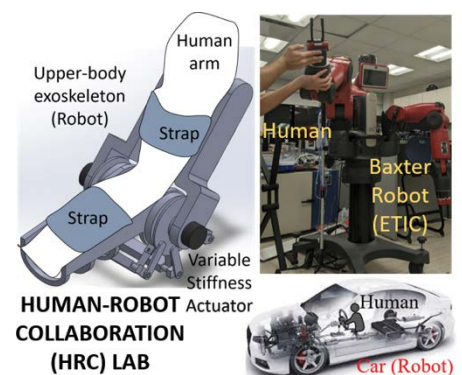 Human
arm
Upper-body
exoskeleton
(Robot)
Strap
Strap
Variable
Stiffness
Actuator
HUMAN-ROBOT
COLLABORATION
(HRC) LAB
Human
Baxter
Robot
(ETIC)
Human
Car (Robot)